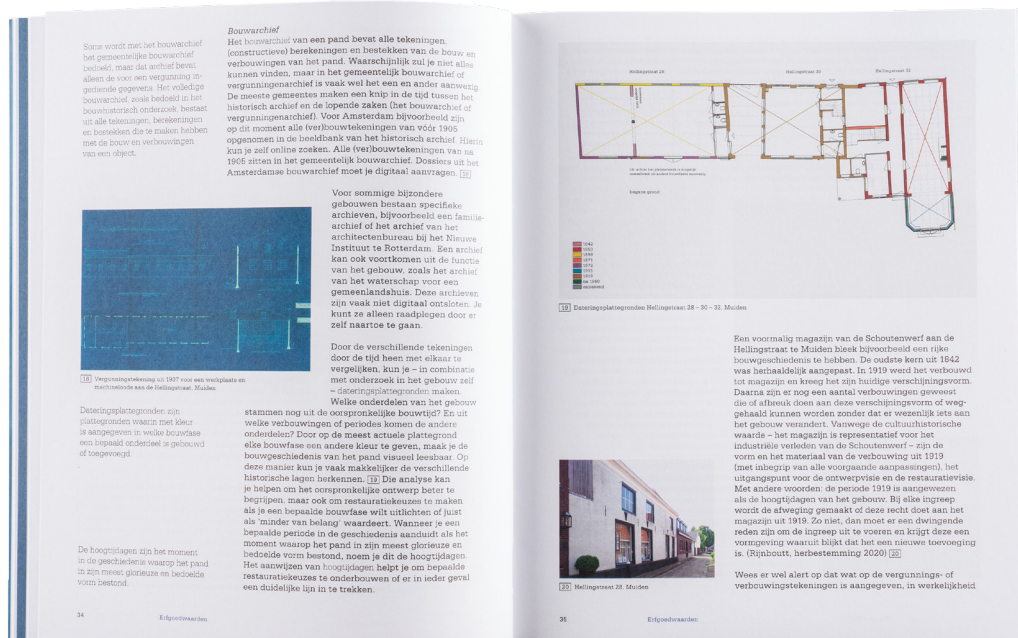 Soms wordt met het bouwarchief
het gemeentelijke bouwarchief
bedoeld, maar dat archief bevat
alleen de voor een vergunning in-
gediende gegevens. Het volledige
bouwarchief, zoals bedoeld in het
bouwhistorisch onderzoek, bestaat
uit alle tekeningen, berekeningen
en bestekken die te maken hebben
met de bouw en verbouwingen
van een object.
Bouwarchief
Het bouwarchief van een pand bevat alle tekeningen,
(constructieve) berekeningen en bestekken van de bouw en
verbouwingen van het pand. Waarschijnlijk zul je niet alles
kunnen vinden, maar in het gemeentelijk bouwarchief of
vergunningenarchief is vaak wel het een en ander aanwezig.
De meeste gemeentes maken een knip in de tijd tussen het
historisch archief en de lopende zaken (het bouwarchief of
vergunningenarchief). Voor Amsterdam bijvoorbeeld zijn
op dit moment alle (ver)bouwtekeningen van vóór 1905
opgenomen in de beeldbank van het historisch archief. Hierin
kun je zelf online zoeken. Alle (ver)bouwtekeningen van na
1905 zitten in het gemeentelijk bouwarchief. Dossiers uit het
Amsterdamse bouwarchief moet je digitaal aanvragen.
Voor sommige bijzondere
gebouwen bestaan specifieke
archieven, bijvoorbeeld een familie-
archief of het archief van het
architectenbureau bij het Nieuwe
Instituut te Rotterdam. Een archief
kan ook voortkomen uit de functie
van het gebouw, zoals het archief
van het waterschap voor een
gemeenlandshuis. Deze archieven
zijn vaak niet digitaal ontsloten. Je
kunt ze alleen raadplegen door er
zelf naartoe te gaan.
18 Vergunningstekening uit 1907 voor een werkplaats en
machineloods aan de Hellingstraat, Muiden
Door de verschillende tekeningen
door de tijd heen met elkaar te
vergelijken, kun je – in combinatie
met onderzoek in het gebouw zelf
– dateringsplattegronden maken.
Welke onderdelen van het gebouw
stammen nog uit de oorspronkelijke bouwtijd? En uit
welke verbouwingen of periodes komen de andere
onderdelen? Door op de meest actuele plattegrond
elke bouwfase een andere kleur te geven, maak je de
bouwgeschiedenis van het pand visueel leesbaar. Op
deze manier kun je vaak makkelijker de verschillende
historische lagen herkennen. 19 Die analyse kan
je helpen om het oorspronkelijke ontwerp beter te
begrijpen, maar ook om restauratiekeuzes te maken
als je een bepaalde bouwfase wilt uitlichten of juist
als 'minder van belang' waardeert. Wanneer je een
bepaalde periode in de geschiedenis aanduidt als het
moment waarop het pand in zijn meest glorieuze en
bedoelde vorm bestond, noem je dit de hoogtijdagen.
Het aanwijzen van hoogtijdagen helpt je om bepaalde
restauratiekeuzes te onderbouwen of er in ieder geval
een duidelijke lijn in te trekken.
Dateringsplattegronden zijn
plattegronden waarin met kleur
is aangegeven in welke bouwfase
een bepaald onderdeel is gebouwd
of toegevoegd.
De hoogtijdagen zijn het moment
in de geschiedenis waarop het pand
in zijn meest glorieuze en bedoelde
vorm bestond.
34
Erfgoedwaarden
Hellingstraat 28
Hellingstraat 30
Hellingstraat 32
begane grond
1842
19 Dateringsplattegronden Hellingstraat 28 – 30 – 32, Muiden
Een voormalig magazijn van de Schoutenwerf aan de
Hellingstraat te Muiden bleek bijvoorbeeld een rijke
bouwgeschiedenis te hebben. De oudste kern uit 1842
was herhaaldelijk aangepast. In 1919 werd het verbouwd
tot magazijn en kreeg het zijn huidige verschijningsvorm.
Daarna zijn er nog een aantal verbouwingen geweest
die of afbreuk doen aan deze verschijningsvorm of weg-
gehaald kunnen worden zonder dat er wezenlijk iets aan
het gebouw verandert. Vanwege de cultuurhistorische
waarde – het magazijn is representatief voor het
industriële verleden van de Schoutenwerf – zijn de
vorm en het materiaal van de verbouwing uit 1919
(met inbegrip van alle voorgaande aanpassingen), het
uitgangspunt voor de ontwerpvisie en de restauratievisie.
Met andere woorden: de periode 1919 is aangewezen
als de hoogtijdagen van het gebouw. Bij elke ingreep
wordt de afweging gemaakt of deze recht doet aan het
magazijn uit 1919. Zo niet, dan moet er een dwingende
reden zijn om de ingreep uit te voeren en krijgt deze een
vormgeving waaruit blijkt dat het een nieuwe toevoeging
is. (Rijnboutt, herbestemming 2020) 20
20 Hellingstraat 28, Muiden
Wees er wel alert op dat wat op de vergunnings- of
verbouwingstekeningen is aangegeven, in werkelijkheid
35
Erfgoedwaarden